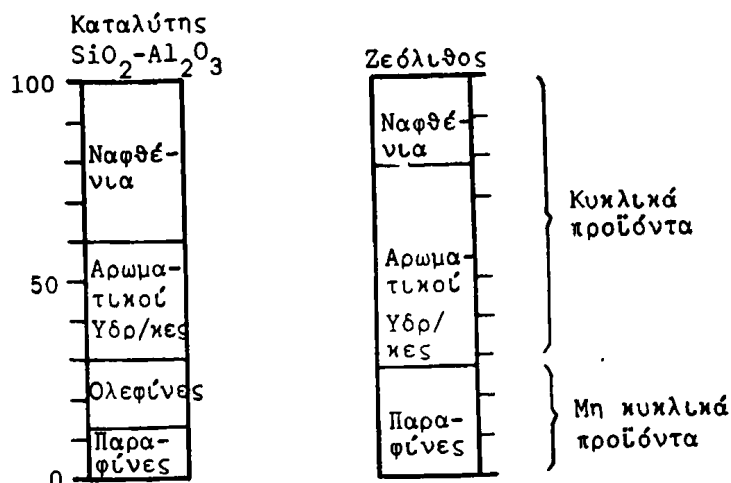 Καταλύτης
SiO2-Al2O3
100
Ναφθέ-
νια
50
Αρωμα-
τικοί
Υδρ/κες
Ολεφίνες
Παρα-
φίνες
0
Ζεόλιθος
Ναφθέ-
νια
Αρωμα-
τικοί
Υδρ/
κες
Παρα-
φίνες
Κυκλικά
προϊόντα
Μη κυκλικά
προϊόντα